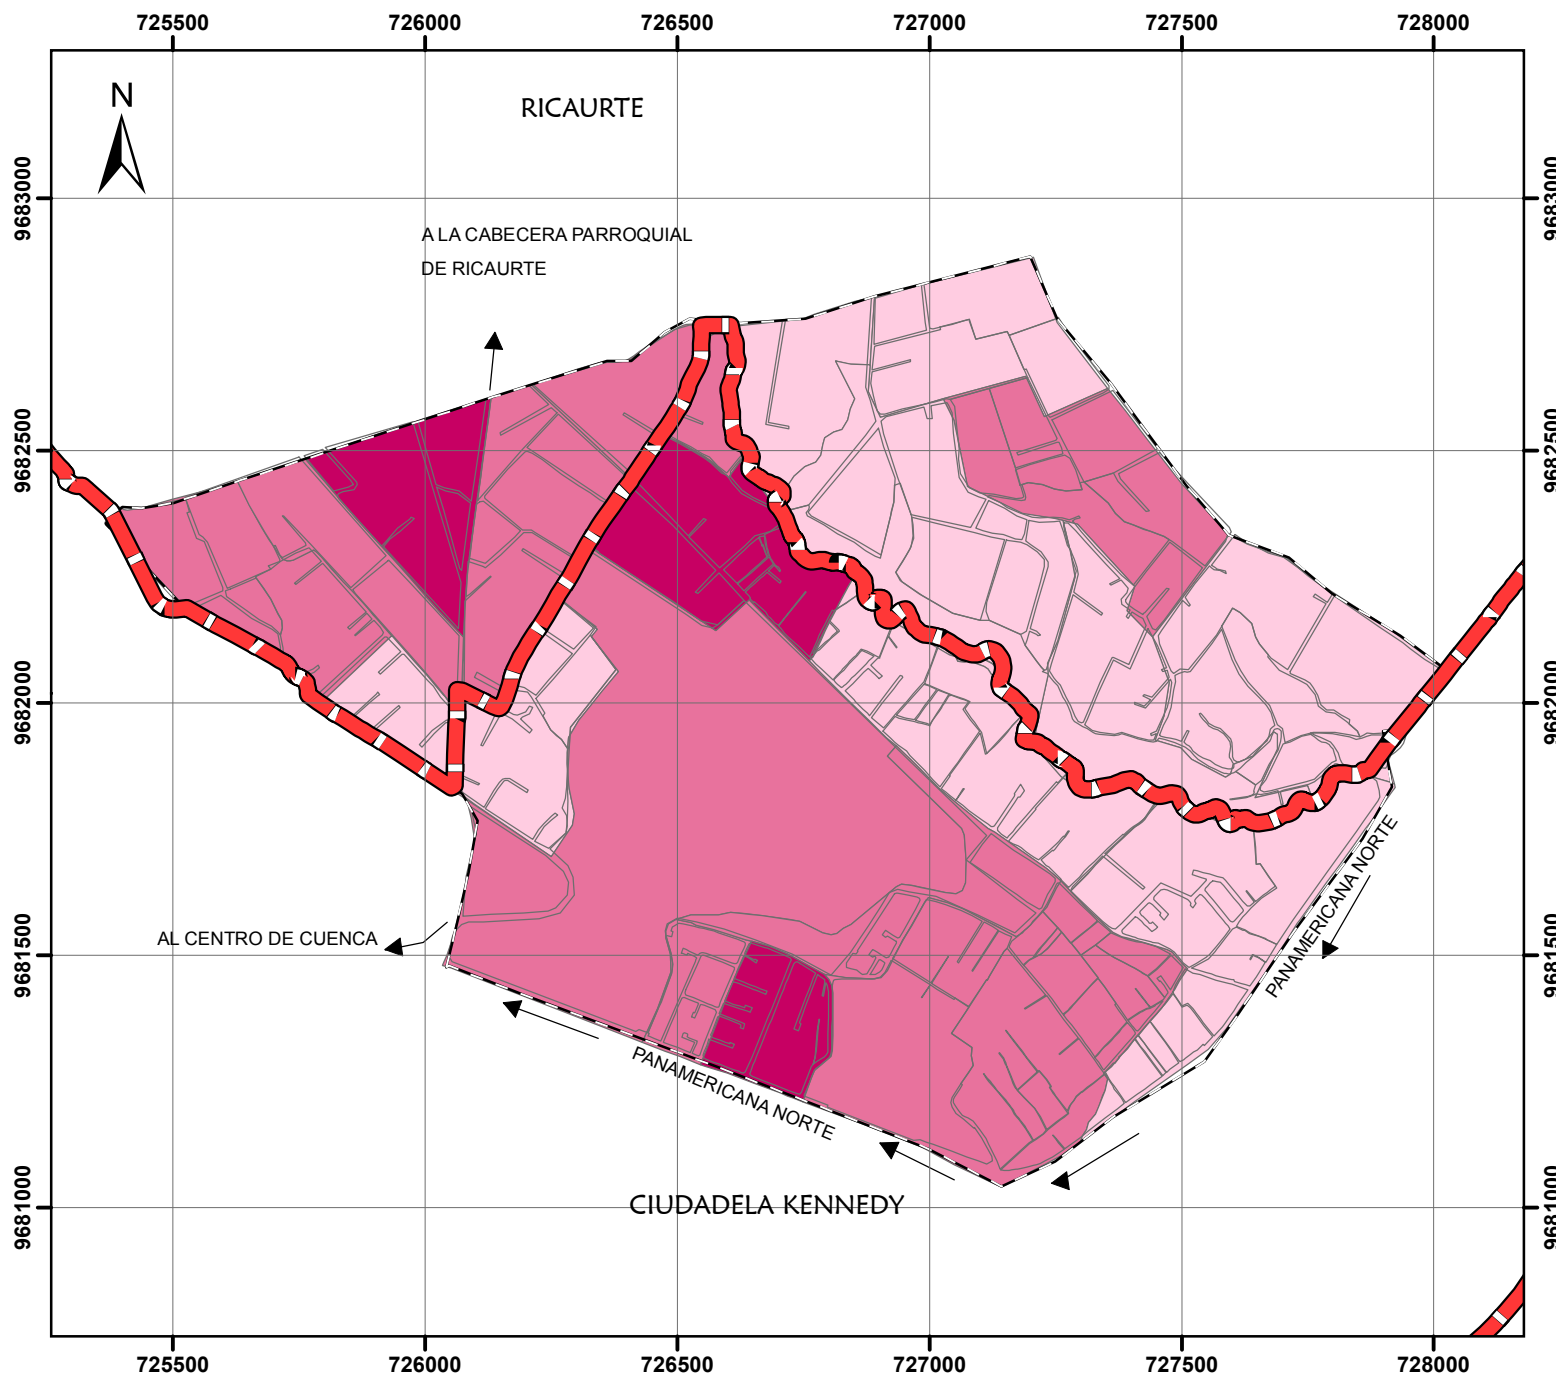 725500 726000 726500 727000 727500 728000
N
RICAURTE
9683000 9683000
A LA CABECERA PARROQUIAL
DE RICAURTE
9682500 9682500
9682000 9682000
PANAMERICANA NORTE
AL CENTRO DE CUENCA
9681500 9681500
PANAMERICANA NORTE
CIUDADELA KENNEDY
9681000 9681000
725500 726000 726500 727000 727500 728000